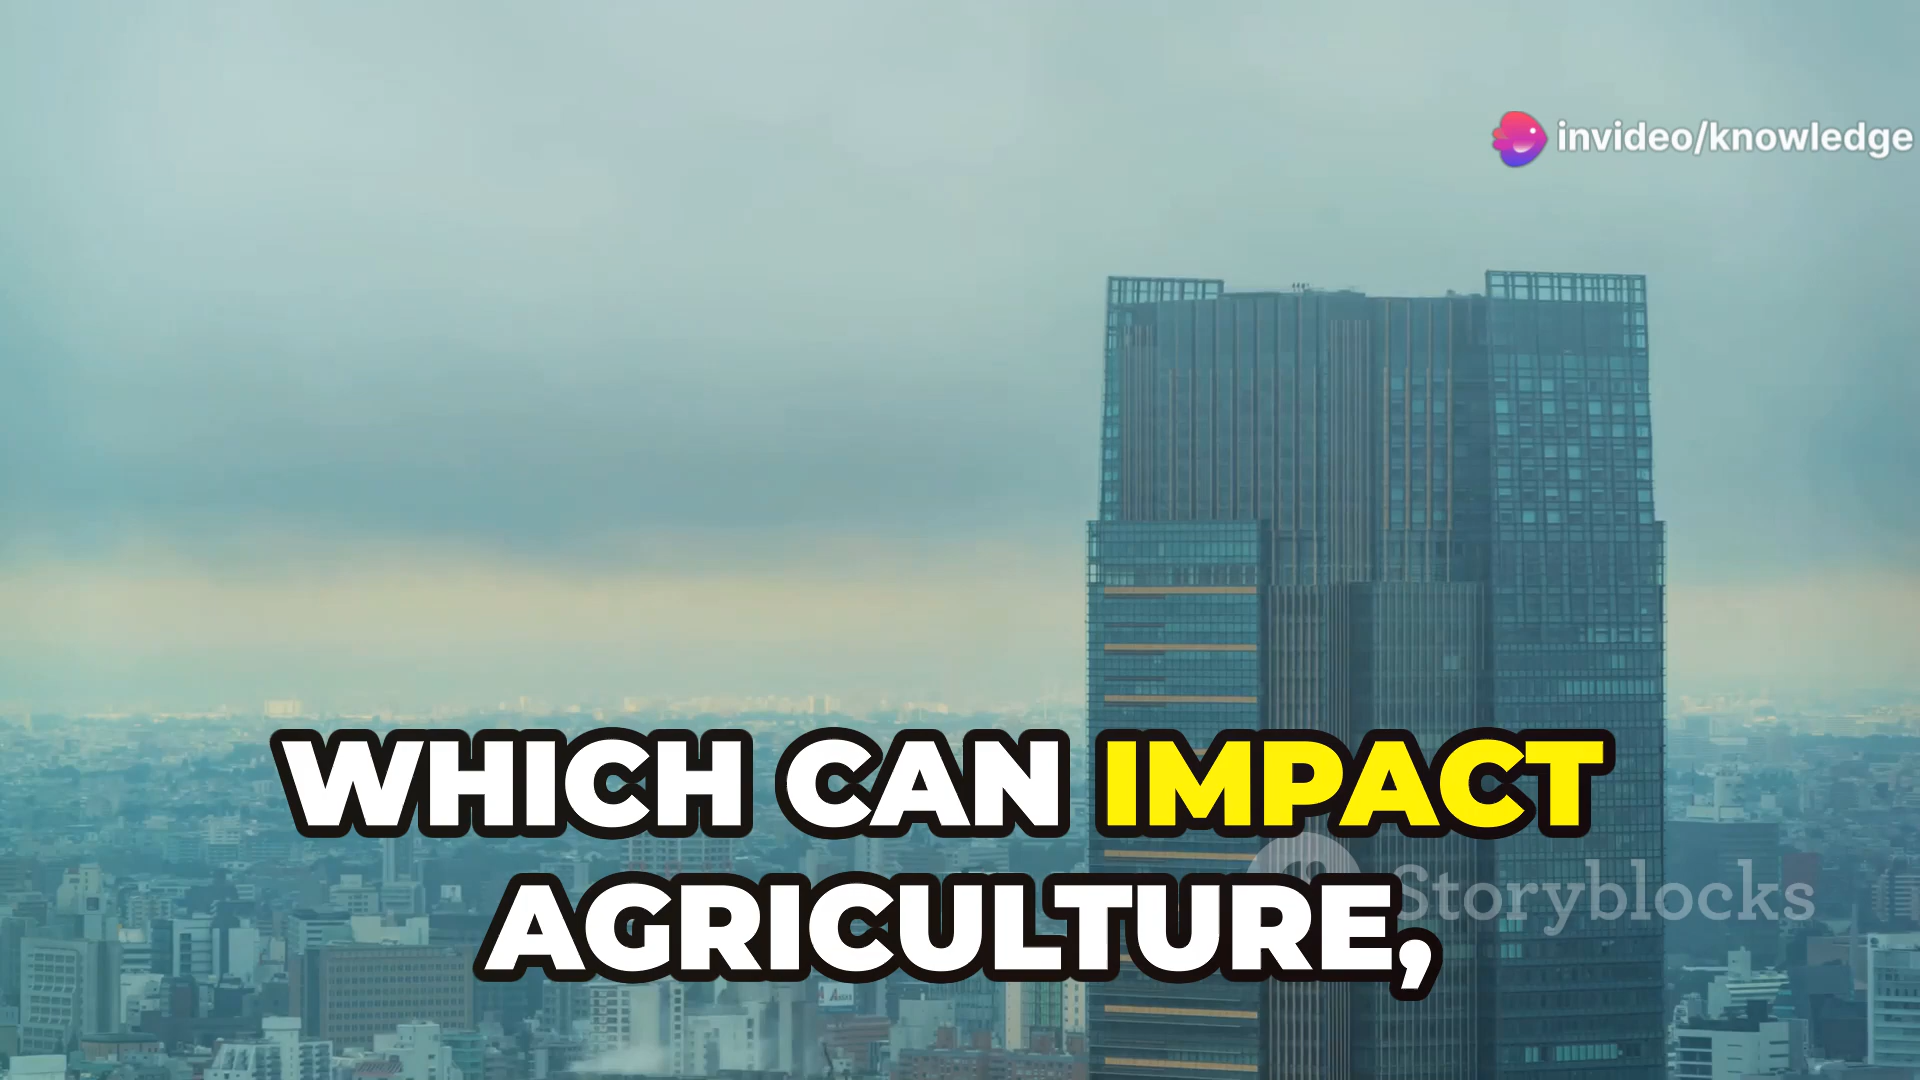 invideo/knowledge
WHICH CAN IMPACT
Storyblocks
AGRICULTURE,